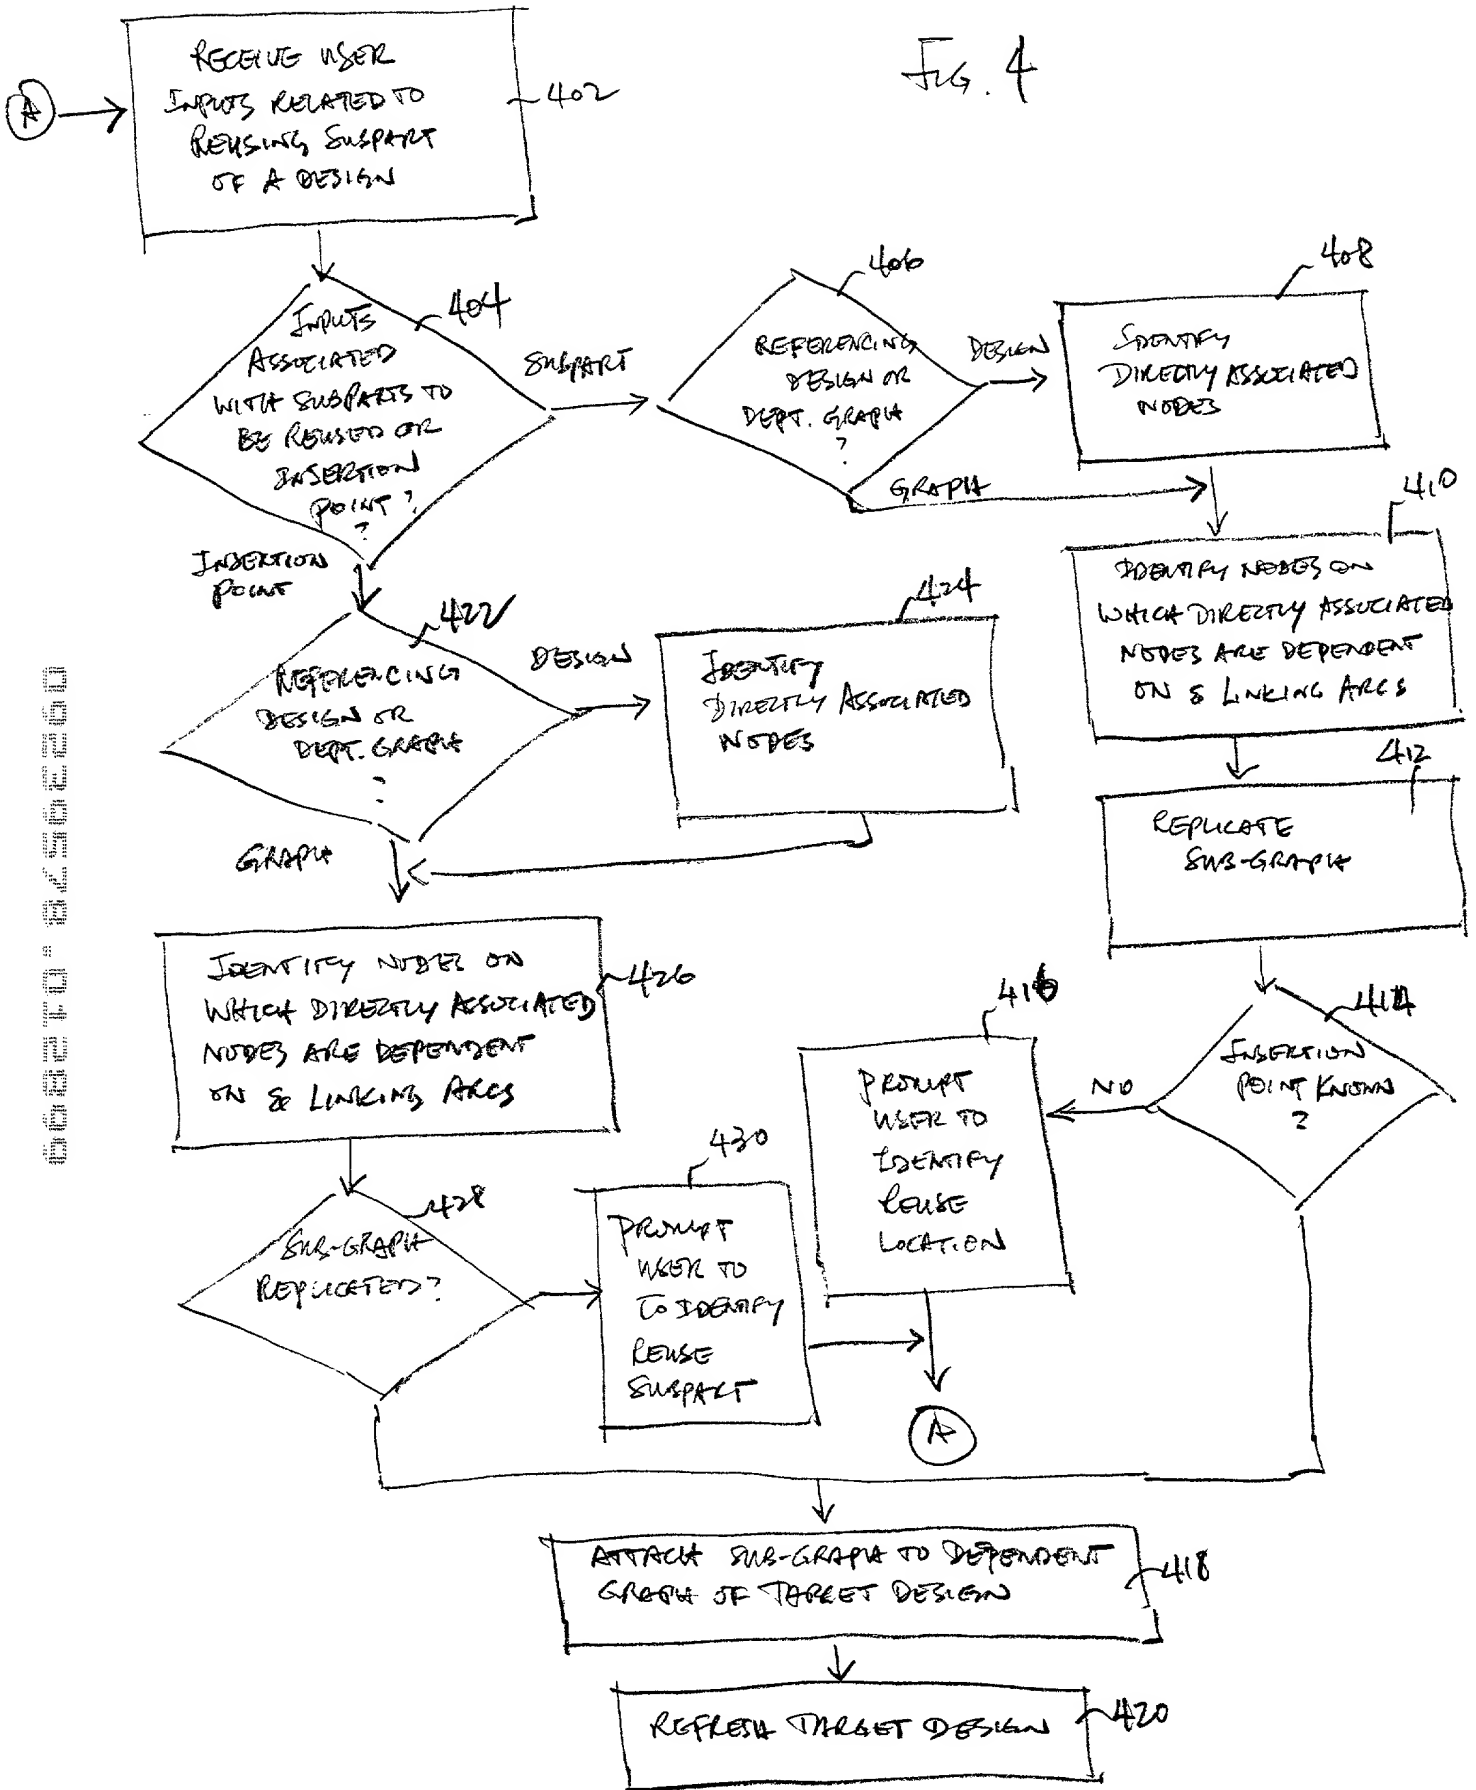 FIG. 4
A
RECEIVE USER
INPUTS RELATED TO
REUSING SUBPART
OF A DESIGN
402
404
INPUTS
ASSOCIATED
WITH SUBPARTS TO
BE REUSED OR
INSERTION
POINT?
?
SUBPART
406
REFERENCING
DESIGN OR
DEPT. GRAPH
?
DESIGN
GRAPH
408
IDENTIFY
DIRECTLY ASSOCIATED
NODES
410
IDENTIFY NODES ON
WHICH DIRECTLY ASSOCIATED
NODES ARE DEPENDENT
ON & LINKING ARCS
412
REPLICATE
SUB-GRAPH
414
INSERTION
POINT KNOWN
?
NO
416
PROMPT
USER TO
IDENTIFY
REUSE
LOCATION
INSERTION
POINT
422
REFERENCING
DESIGN OR
DEPT. GRAPH
?
DESIGN
GRAPH
424
IDENTIFY
DIRECTLY ASSOCIATED
NODES
426
IDENTIFY NODES ON
WHICH DIRECTLY ASSOCIATED
NODES ARE DEPENDENT
ON & LINKING ARCS
428
SUB-GRAPH
REPLICATED?
430
PROMPT
USER TO
TO IDENTIFY
REUSE
SUBPART
A
ATTACH SUB-GRAPH TO DEPENDENT
GRAPH OF TARGET DESIGN
418
REFRESH TARGET DESIGN
420